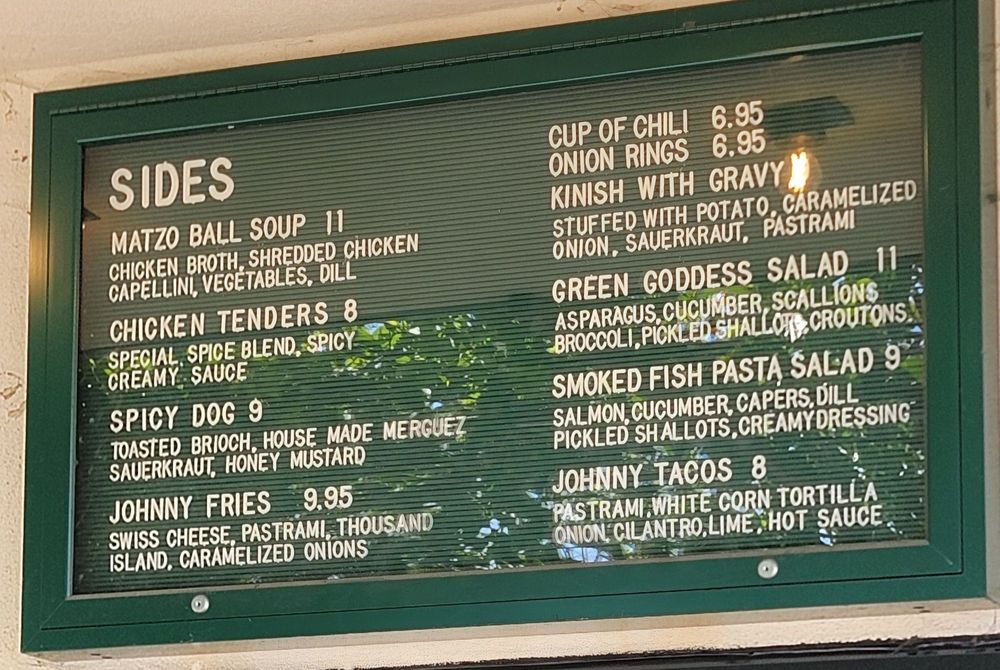 SIDES
MATZO BALL SOUP 11
CHICKEN BROTH, SHREDDED CHICKEN
CAPELLINI, VEGETABLES, DILL
CHICKEN TENDERS 8
SPECIAL SPICE BLEND, SPICY
CREAMY SAUCE
SPICY DOG 9
TOASTED BRIOCH, HOUSE MADE MERGUEZ
SAUERKRAUT, HONEY MUSTARD
JOHNNY FRIES 9.95
SWISS CHEESE, PASTRAMI, THOUSAND
ISLAND, CARAMELIZED ONIONS
CUP OF CHILI 6.95
ONION RINGS 6.95
KINISH WITH GRAVY
STUFFED WITH POTATO, CARAMELIZED
ONION, SAUERKRAUT, PASTRAMI
GREEN GODDESS SALAD 11
ASPARAGUS, CUCUMBER, SCALLIONS
BROCCOLI, PICKLED SHALLOTS, CROUTONS
SMOKED FISH PASTA SALAD 9
SALMON, CUCUMBER, CAPERS, DILL
PICKLED SHALLOTS, CREAMY DRESSING
JOHNNY TACOS 8
PASTRAMI, WHITE CORN TORTILLA
ONION, CILANTRO, LIME, HOT SAUCE